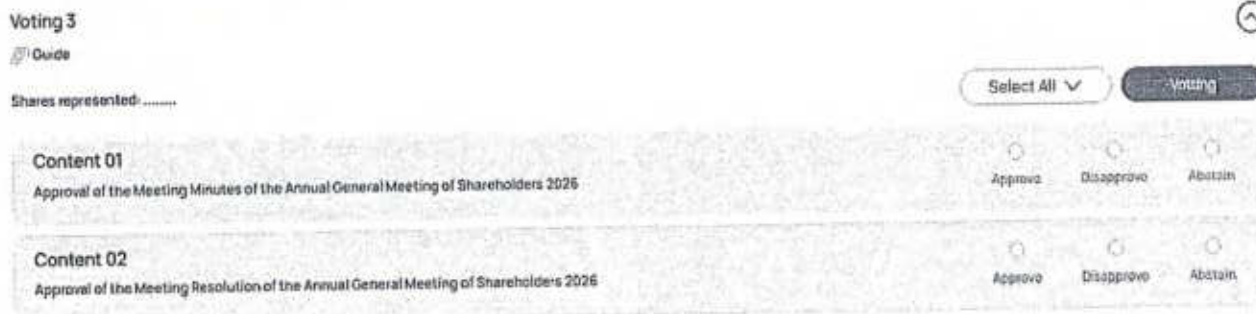 Voting 3
Guide
Select All
Voting
Shares represented: ........
Content 01
Approval of the Meeting Minutes of the Annual General Meeting of Shareholders 2026
Approve Disapprove Abstain
Content 02
Approval of the Meeting Resolution of the Annual General Meeting of Shareholders 2026
Approve Disapprove Abstain